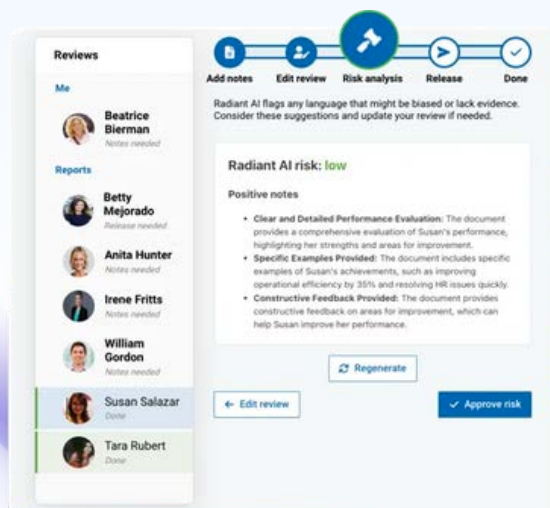 Reviews
Me
Beatrice
Bierman
Notes needed
Reports
Betty
Mejorado
Release needed
Anita Hunter
Notes needed
Irene Fritts
Notes needed
William
Gordon
Notes needed
Susan Salazar
Done
Tara Rubert
Done
Add notes
Edit review
Risk analysis
Release
Done
Radiant AI flags any language that might be biased or lack evidence.
Consider these suggestions and update your review if needed.
Radiant AI risk: low
Positive notes
• Clear and Detailed Performance Evaluation: The document
provides a comprehensive evaluation of Susan's performance,
highlighting her strengths and areas for improvement.
• Specific Examples Provided: The document includes specific
examples of Susan's achievements, such as improving
operational efficiency by 35% and resolving HR issues quickly.
• Constructive Feedback Provided: The document provides
constructive feedback on areas for improvement, which can
help Susan improve her performance.
Regenerate
← Edit review
✓ Approve risk